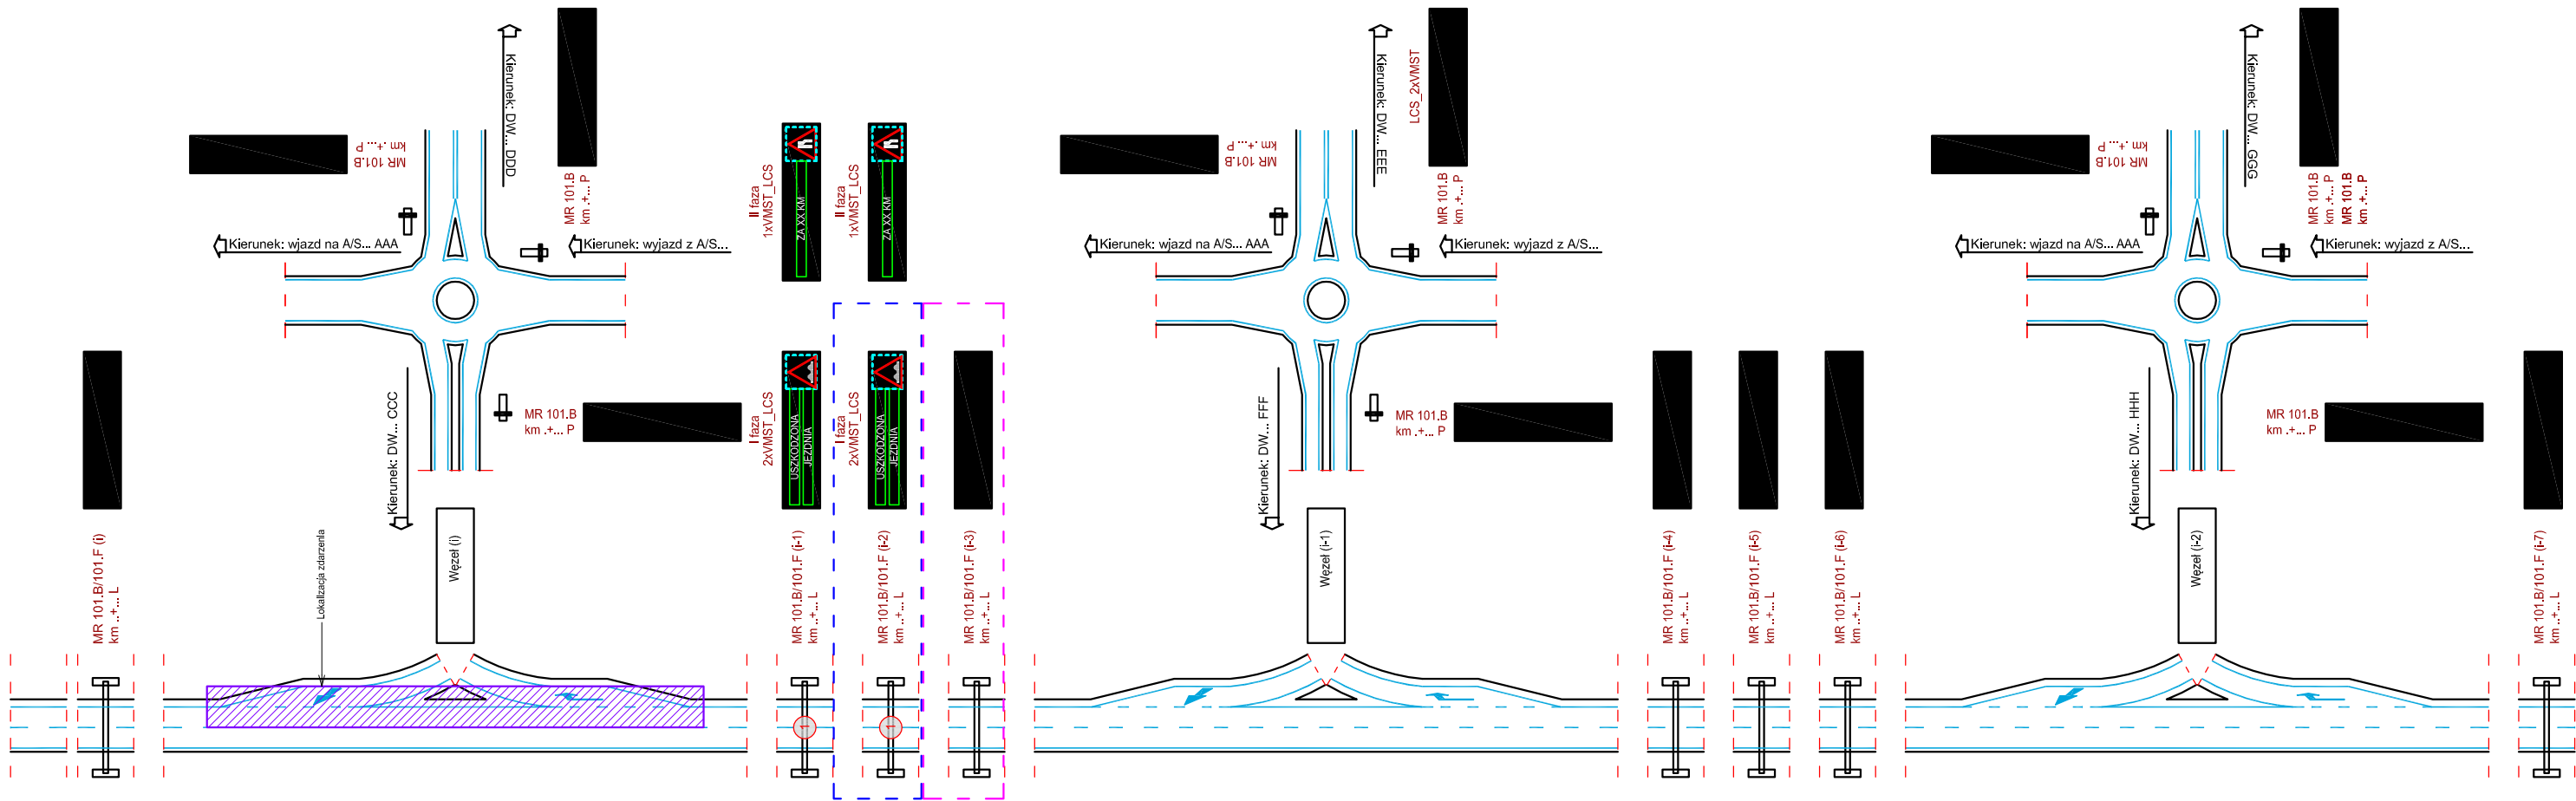 Kierunek: DW... DDD
MR 101.B
km .+... P
MR 101.B
km .+... P
Kierunek: wjazd na A/S... AAA
Kierunek: wyjazd z A/S...
Kierunek: DW... CCC
MR 101.B
km .+... P
MR 101.B/101.F (i)
km ..+... L
Lokalizacja zdarzenia
Węzeł (i)
II faza
1xVMST_LCS
ZA XX KM
II faza
1xVMST_LCS
ZA XX KM
I faza
2xVMST_LCS
USZKODZONA
JEZDNIA
I faza
2xVMST_LCS
USZKODZONA
JEZDNIA
MR 101.B/101.F (i-1)
km ..+... L
MR 101.B/101.F (i-2)
km ..+... L
MR 101.B/101.F (i-3)
km ..+... L
Kierunek: DW... EEE
LCS_2xVMST
MR 101.B
km .+... P
MR 101.B
km .+... P
Kierunek: wjazd na A/S... AAA
Kierunek: wyjazd z A/S...
Kierunek: DW... FFF
MR 101.B
km .+... P
Węzeł (i-1)
MR 101.B/101.F (i-4)
km ..+... L
MR 101.B/101.F (i-5)
km ..+... L
MR 101.B/101.F (i-6)
km ..+... L
Kierunek: DW... GGG
MR 101.B
km .+... P
MR 101.B
km .+... P
MR 101.B
km .+... P
Kierunek: wjazd na A/S... AAA
Kierunek: wyjazd z A/S...
Kierunek: DW... HHH
MR 101.B
km .+... P
Węzeł (i-2)
MR 101.B/101.F (i-7)
km ..+... L